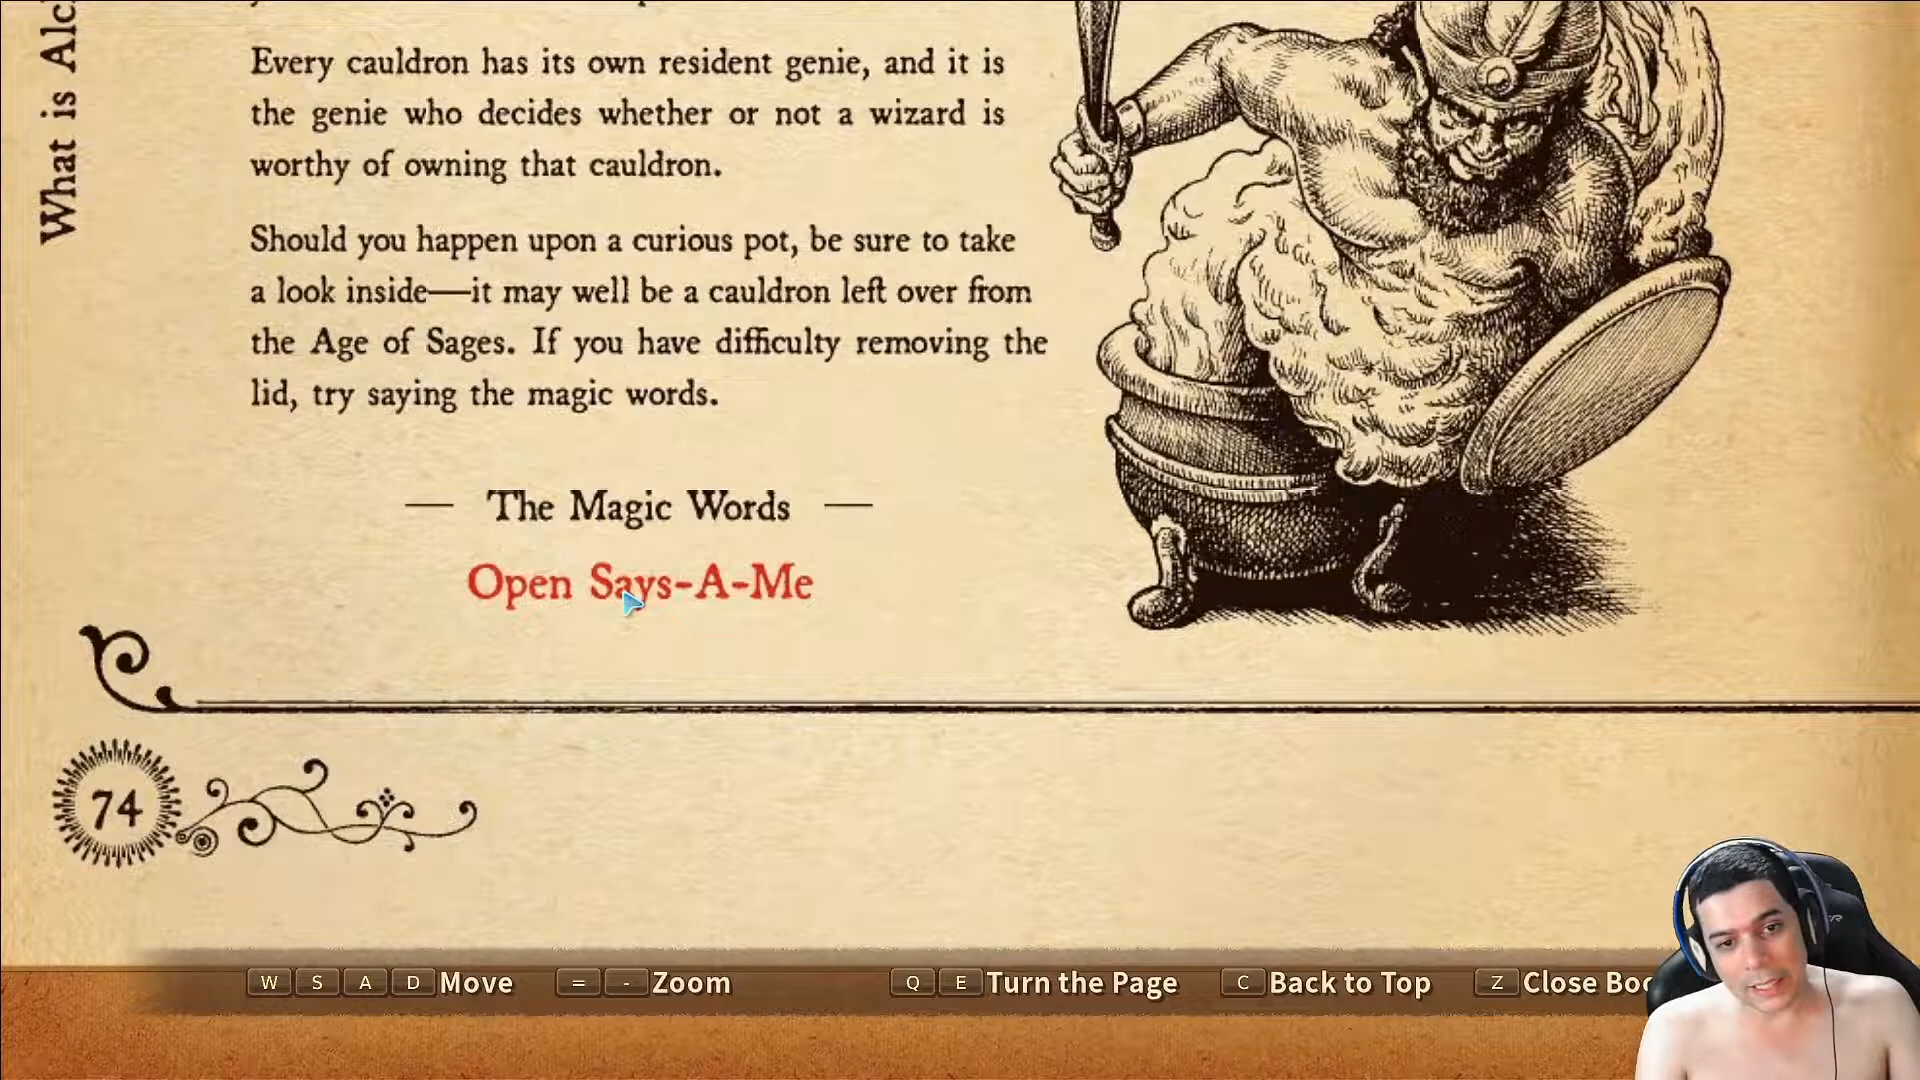 What is Alc
Every cauldron has its own resident genie, and it is
the genie who decides whether or not a wizard is
worthy of owning that cauldron.
Should you happen upon a curious pot, be sure to take
a look inside—it may well be a cauldron left over from
the Age of Sages. If you have difficulty removing the
lid, try saying the magic words.
— The Magic Words —
Open Says-A-Me
74
W S A D Move = - Zoom Q E Turn the Page C Back to Top Z Close Boo